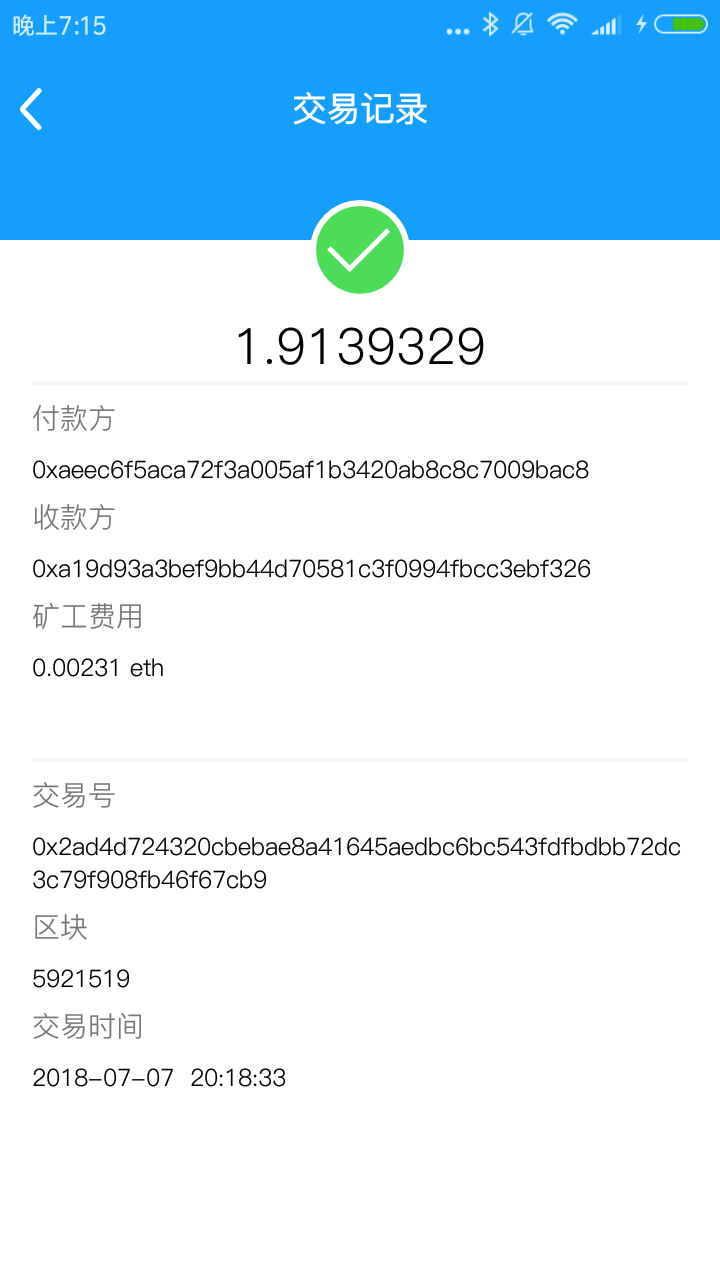 晚上7:15
交易记录
1.9139329
付款方
0xaeec6f5aca72f3a005af1b3420ab8c8c7009bac8
收款方
0xa19d93a3bef9bb44d70581c3f0994fbcc3ebf326
矿工费用
0.00231 eth
交易号
0x2ad4d724320cbebae8a41645aedbc6bc543fdfbdbb72dc
3c79f908fb46f67cb9
区块
5921519
交易时间
2018-07-07 20:18:33